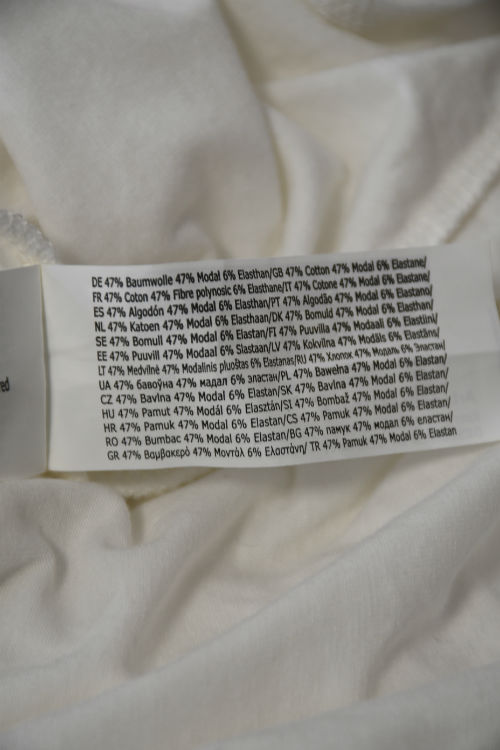 DE 47% Baumwolle 47% Modal 6% Elasthan/GB 47% Cotton 47% Modal 6% Elastane/
FR 47% Coton 47% Fibre polynosic 6% Elasthane/IT 47% Cotone 47% Modal 6% Elastane/
ES 47% Algodón 47% Modal 6% Elasthan/PT 47% Algodão 47% Modal 6% Elastano/
NL 47% Katoen 47% Modal 6% Elasthaan/DK 47% Bomuld 47% Modal 6% Elasthan/
SE 47% Bomull 47% Modal 6% Elastan/FI 47% Puuvilla 47% Modaali 6% Elastiini/
EE 47% Puuvill 47% Modaal 6% Slastaan/LV 47% Kokvilna 47% Modāls 6% Elastāns/
LT 47% Medvilnė 47% Modalinis pluoštas 6% Elastanas/RU 47% Хлопок 47% Модаль 6% Эластан/
UA 47% бавоўна 47% мадал 6% эластан/PL 47% Bawełna 47% Modal 6% Elastan/
CZ 47% Bavlna 47% Modal 6% Elastan/SK 47% Bavlna 47% Modal 6% Elastan/
HU 47% Pamut 47% Modál 6% Elasztán/SI 47% Bombaž 47% Modal 6% Elastan/
HR 47% Pamuk 47% Modal 6% Elastan/CS 47% Pamuk 47% Modal 6% Elastan/
RO 47% Bumbac 47% Modal 6% Elastan/BG 47% памук 47% модал 6% еластан/
GR 47% Βαμβακερό 47% Μοντάλ 6% Ελαστάνη/ TR 47% Pamuk 47% Modal 6% Elastan